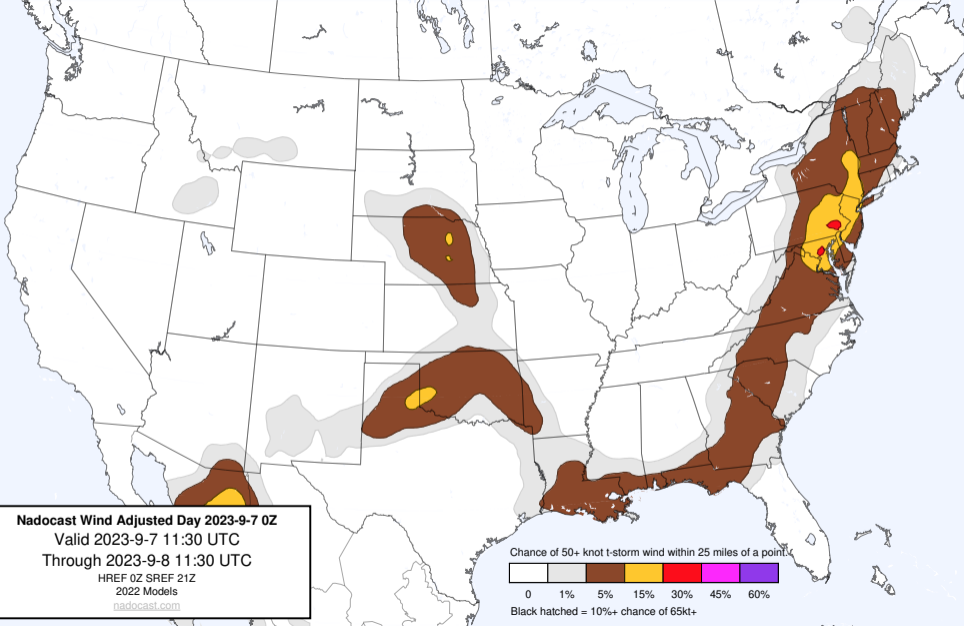 Nadocast Wind Adjusted Day 2023-9-7 0Z
Valid 2023-9-7 11:30 UTC
Through 2023-9-8 11:30 UTC
HREF 0Z SREF 21Z
2022 Models
nadocast.com
Chance of 50+ knot t-storm wind within 25 miles of a point.
0 1% 5% 15% 30% 45% 60%
Black hatched = 10%+ chance of 65kt+